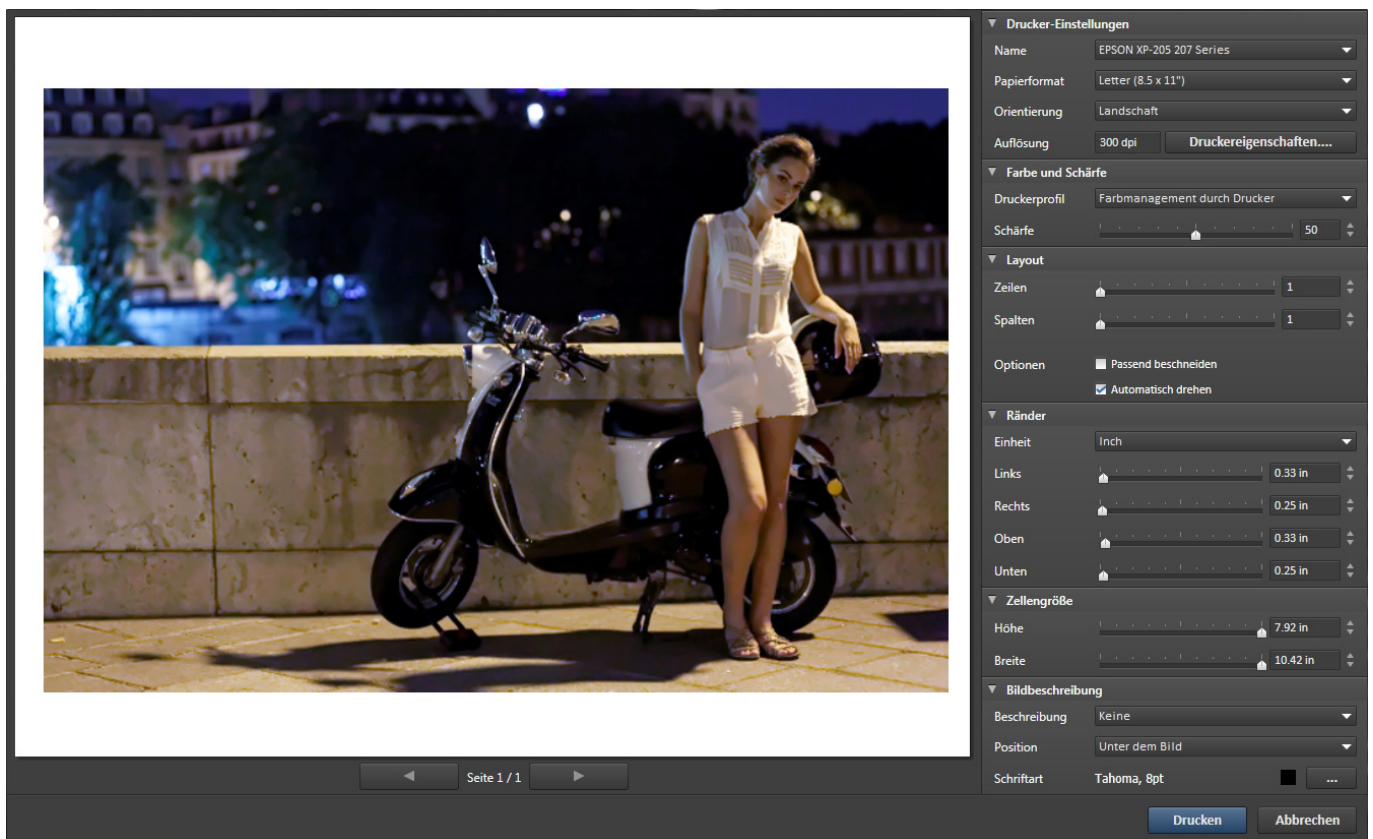 Drucker-Einstellungen
Name EPSON XP-205 207 Series
Papierformat Letter (8.5 x 11")
Orientierung Landschaft
Auflösung 300 dpi Druckereigenschaften....
Farbe und Schärfe
Druckerprofil Farbmanagement durch Drucker
Schärfe 50
Layout
Zeilen 1
Spalten 1
Optionen Passend beschneiden
Automatisch drehen
Ränder
Einheit Inch
Links 0.33 in
Rechts 0.25 in
Oben 0.33 in
Unten 0.25 in
Zellengröße
Höhe 7.92 in
Breite 10.42 in
Bildbeschreibung
Beschreibung Keine
Position Unter dem Bild
Schriftart Tahoma, 8pt ...
Seite 1 / 1
Drucken Abbrechen